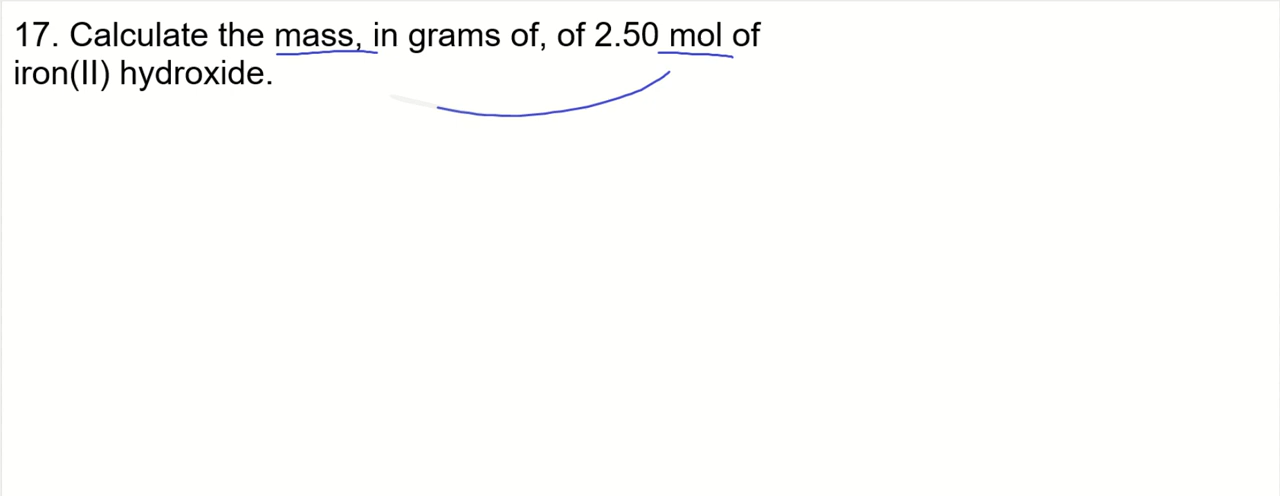 17. Calculate the mass, in grams of, of 2.50 mol of
iron(II) hydroxide.